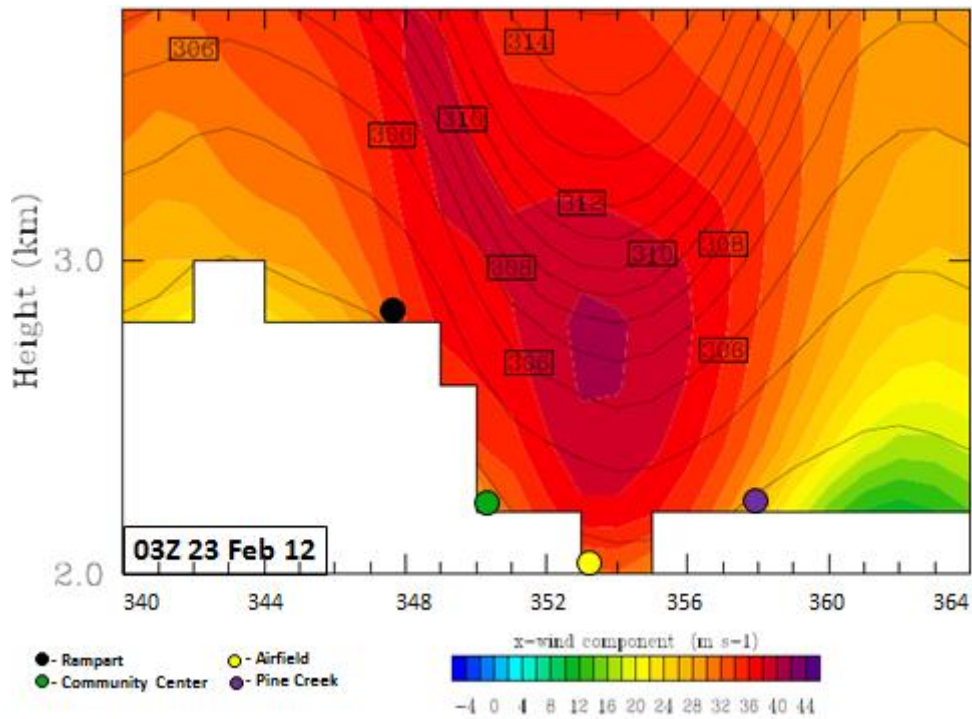 314
306
310
306
312
308
310
308
3.0
306
306
Height (km)
03Z 23 Feb 12
2.0
340 344 348 352 356 360 364
x-wind component (m s-1)
- Rampart
- Airfield
- Community Center
- Pine Creek
-4 0 4 8 12 16 20 24 28 32 36 40 44